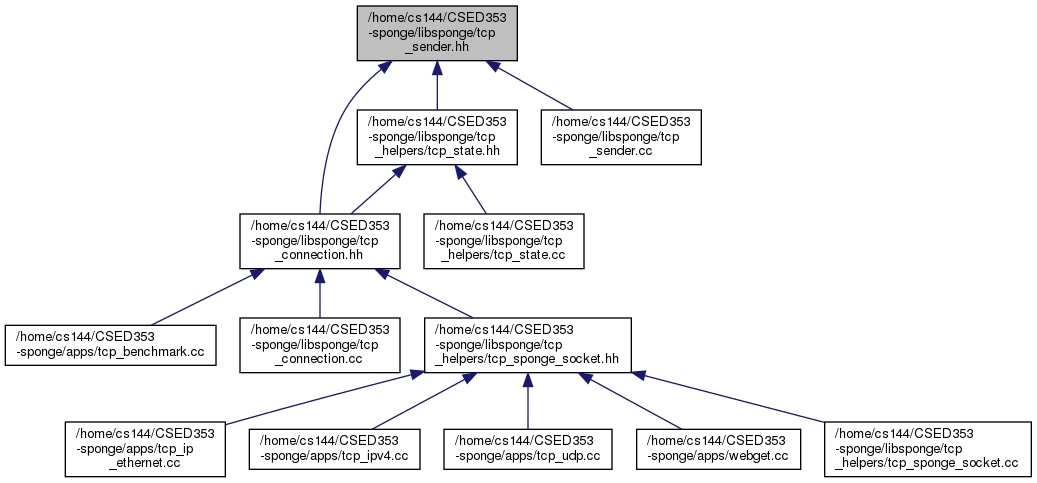 /home/cs144/CSED353
-sponge/libsponge/tcp
_sender.hh
/home/cs144/CSED353
-sponge/libsponge/tcp
_helpers/tcp_state.hh
/home/cs144/CSED353
-sponge/libsponge/tcp
_sender.cc
/home/cs144/CSED353
-sponge/libsponge/tcp
_connection.hh
/home/cs144/CSED353
-sponge/libsponge/tcp
_helpers/tcp_state.cc
/home/cs144/CSED353
-sponge/apps/tcp_benchmark.cc
/home/cs144/CSED353
-sponge/libsponge/tcp
_connection.cc
/home/cs144/CSED353
-sponge/libsponge/tcp
_helpers/tcp_sponge_socket.hh
/home/cs144/CSED353
-sponge/apps/tcp_ip
_ethernet.cc
/home/cs144/CSED353
-sponge/apps/tcp_ipv4.cc
/home/cs144/CSED353
-sponge/apps/tcp_udp.cc
/home/cs144/CSED353
-sponge/apps/webget.cc
/home/cs144/CSED353
-sponge/libsponge/tcp
_helpers/tcp_sponge_socket.cc